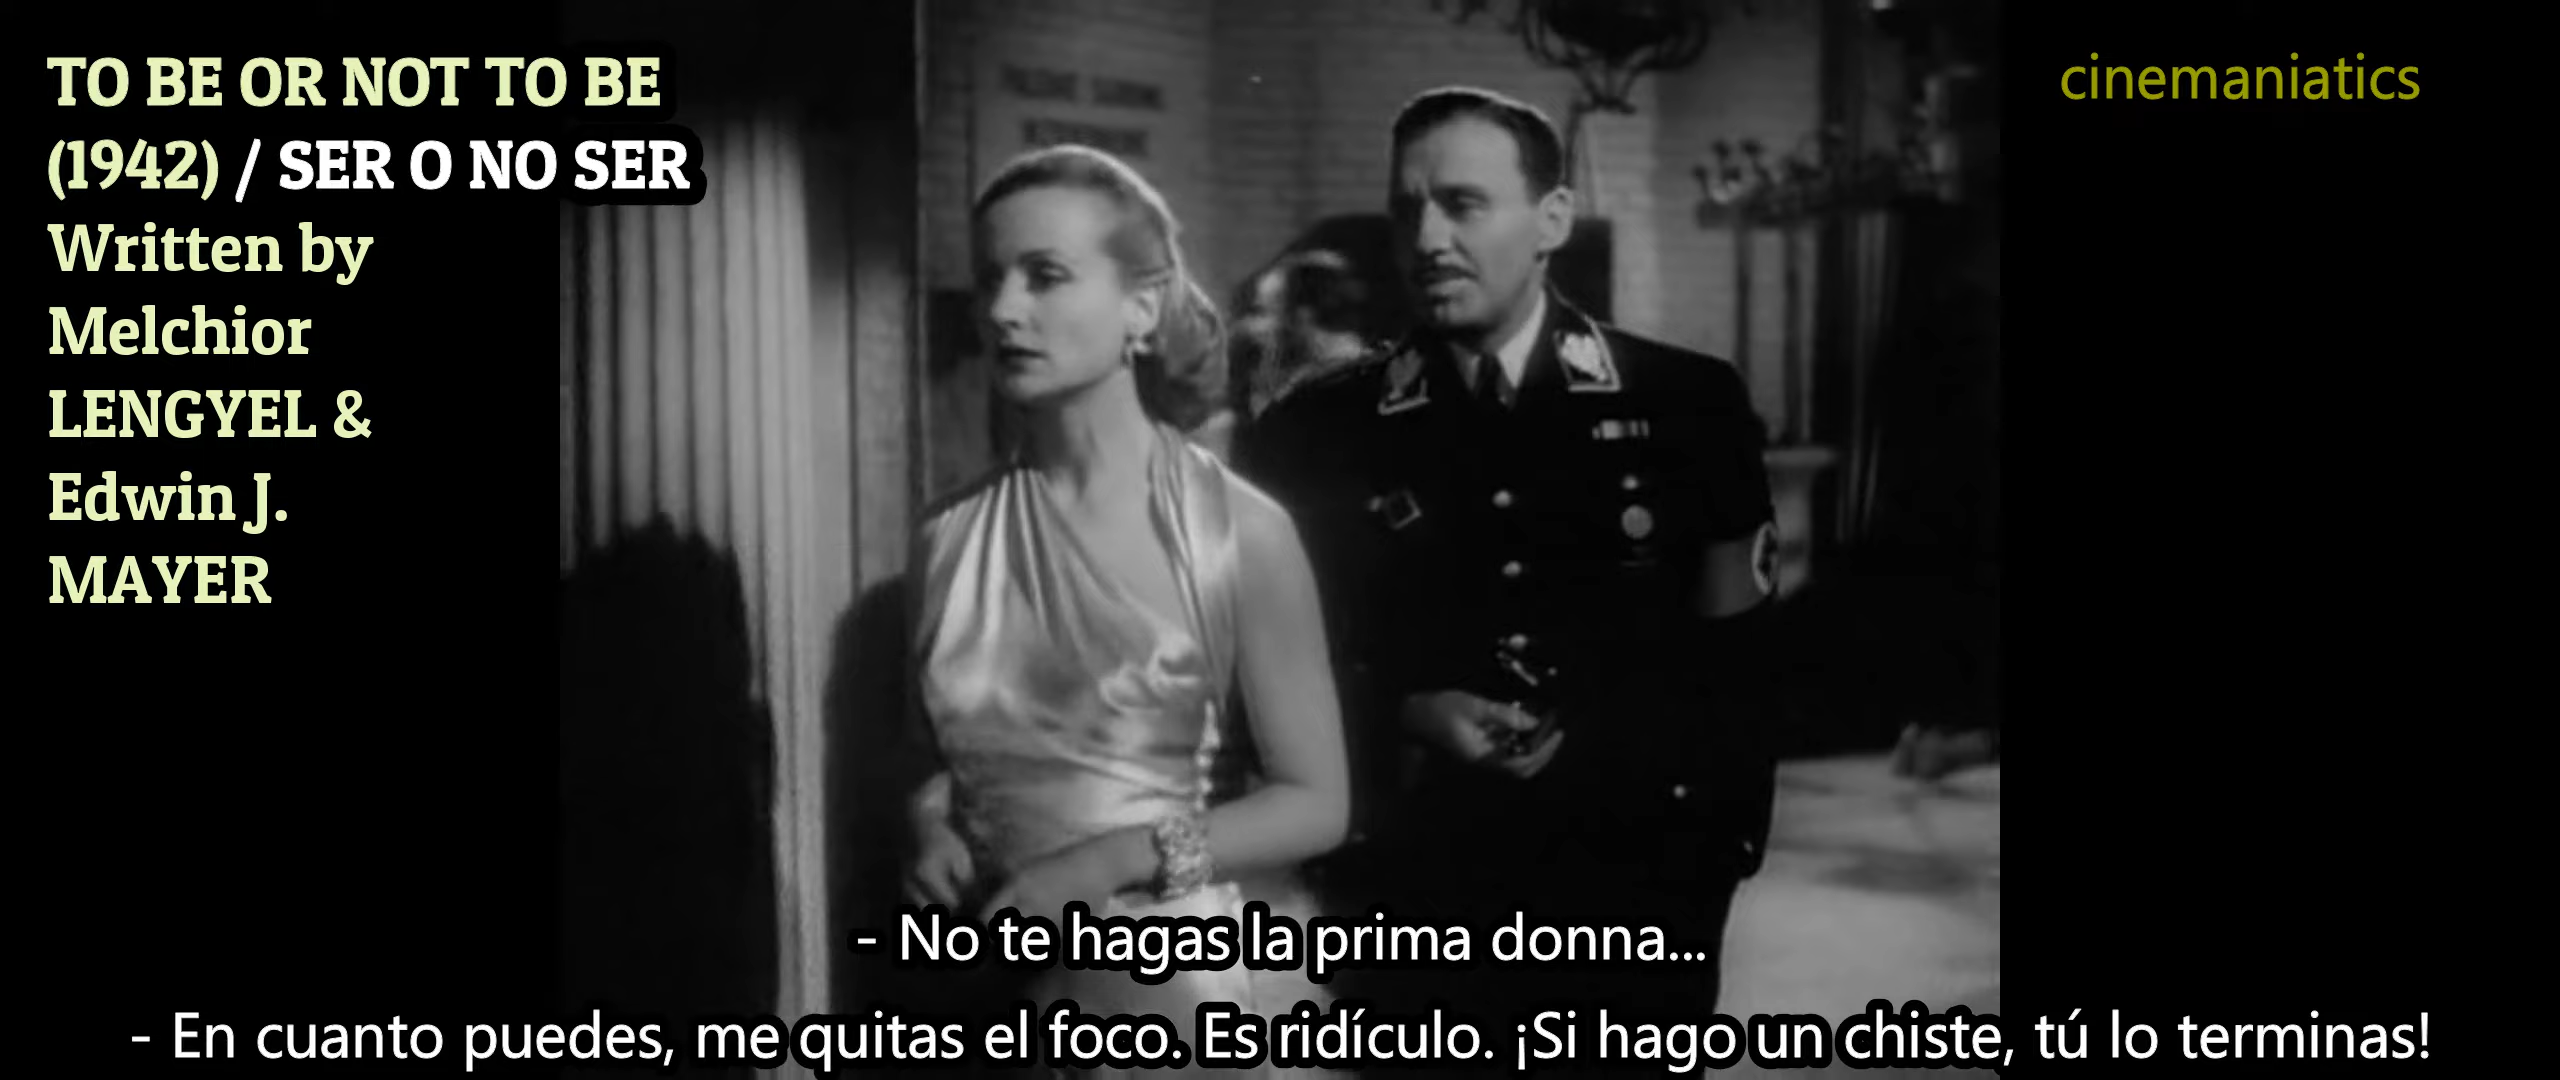 TO BE OR NOT TO BE
(1942) / SER O NO SER
Written by
Melchior
LENGYEL &
Edwin J.
MAYER
cinemaniatics
- No te hagas la prima donna...
- En cuanto puedes, me quitas el foco. Es ridículo. ¡Si hago un chiste, tú lo terminas!